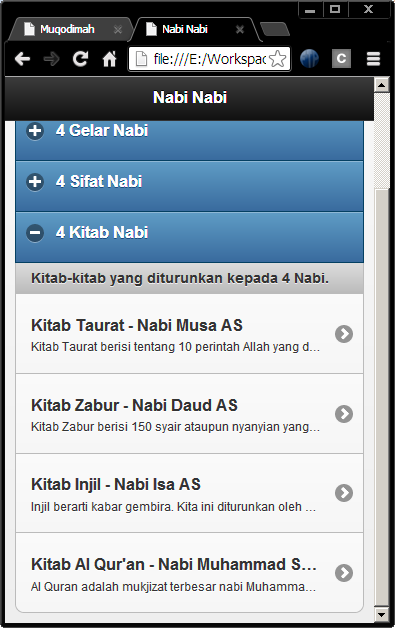 Muqodimah
Nabi Nabi
file:///E:/Workspac
C
Nabi Nabi
4 Gelar Nabi
4 Sifat Nabi
4 Kitab Nabi
Kitab-kitab yang diturunkan kepada 4 Nabi.
Kitab Taurat - Nabi Musa AS
Kitab Taurat berisi tentang 10 perintah Allah yang d...
Kitab Zabur - Nabi Daud AS
Kitab Zabur berisi 150 syair ataupun nyanyian yang...
Kitab Injil - Nabi Isa AS
Injil berarti kabar gembira. Kita ini diturunkan oleh ...
Kitab Al Qur'an - Nabi Muhammad S...
Al Quran adalah mukjizat terbesar nabi Muhamma...